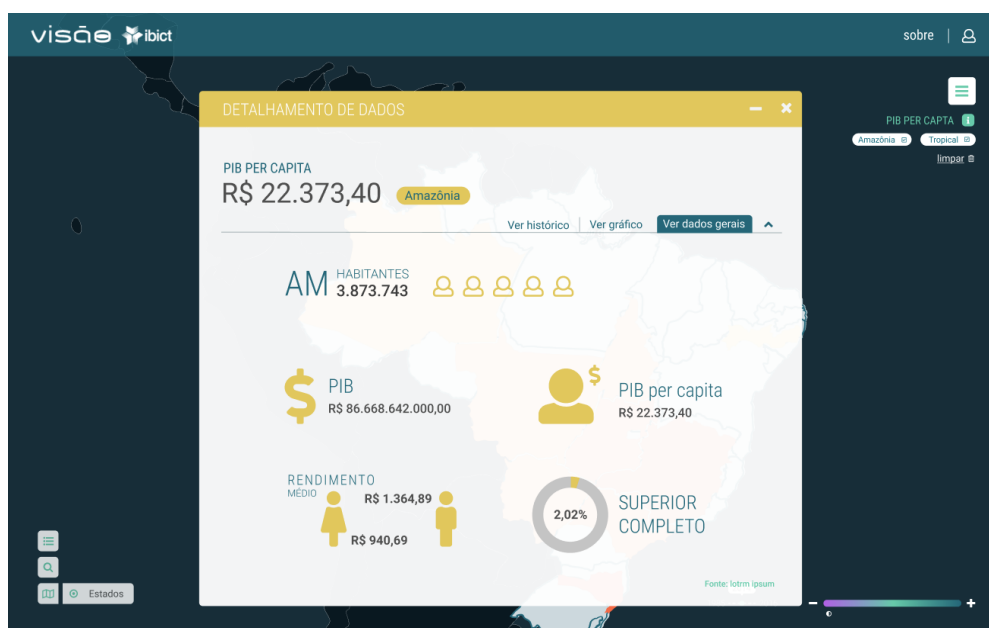 visão ibict
sobre
DETALHAMENTO DE DADOS
PIB PER CAPTA
Amazônia
Tropical
limpar
PIB PER CAPITA
R$ 22.373,40
Amazônia
Ver histórico
Ver gráfico
Ver dados gerais
AM
HABITANTES
3.873.743
PIB
R$ 86.668.642.000,00
PIB per capita
R$ 22.373,40
RENDIMENTO
MÉDIO
R$ 1.364,89
R$ 940,69
2,02%
SUPERIOR
COMPLETO
Fonte: lotrm ipsum
Estados